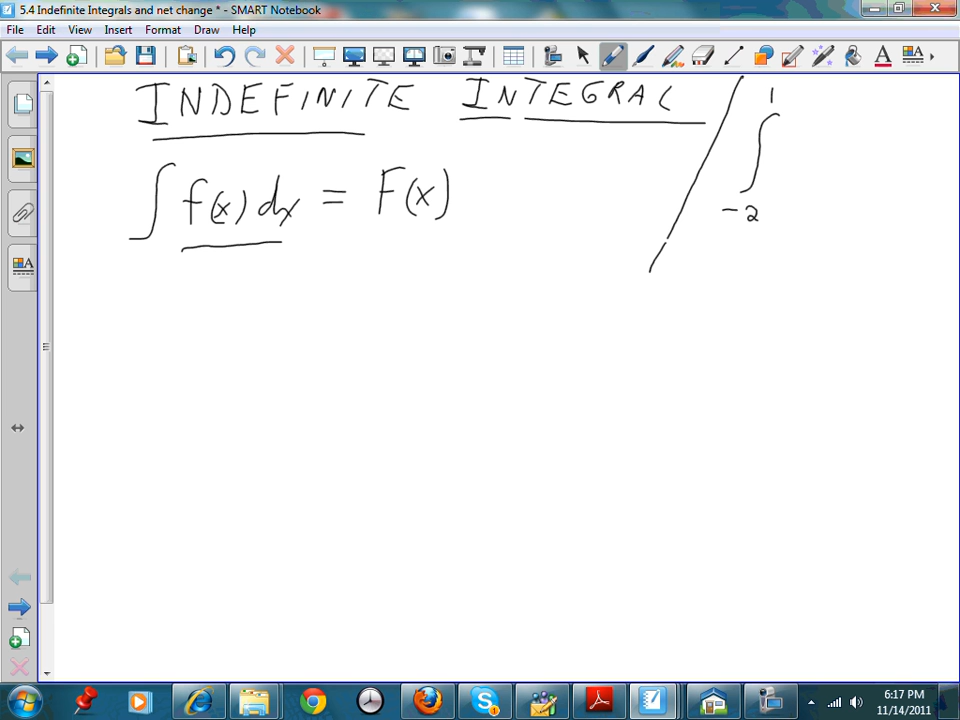 5.4 Indefinite Integrals and net change * - SMART Notebook
File Edit View Insert Format Draw Help
INDEFINITE INTEGRAL
∫ f(x) dx = F(x)
1
∫
-2
6:17 PM
11/14/2011